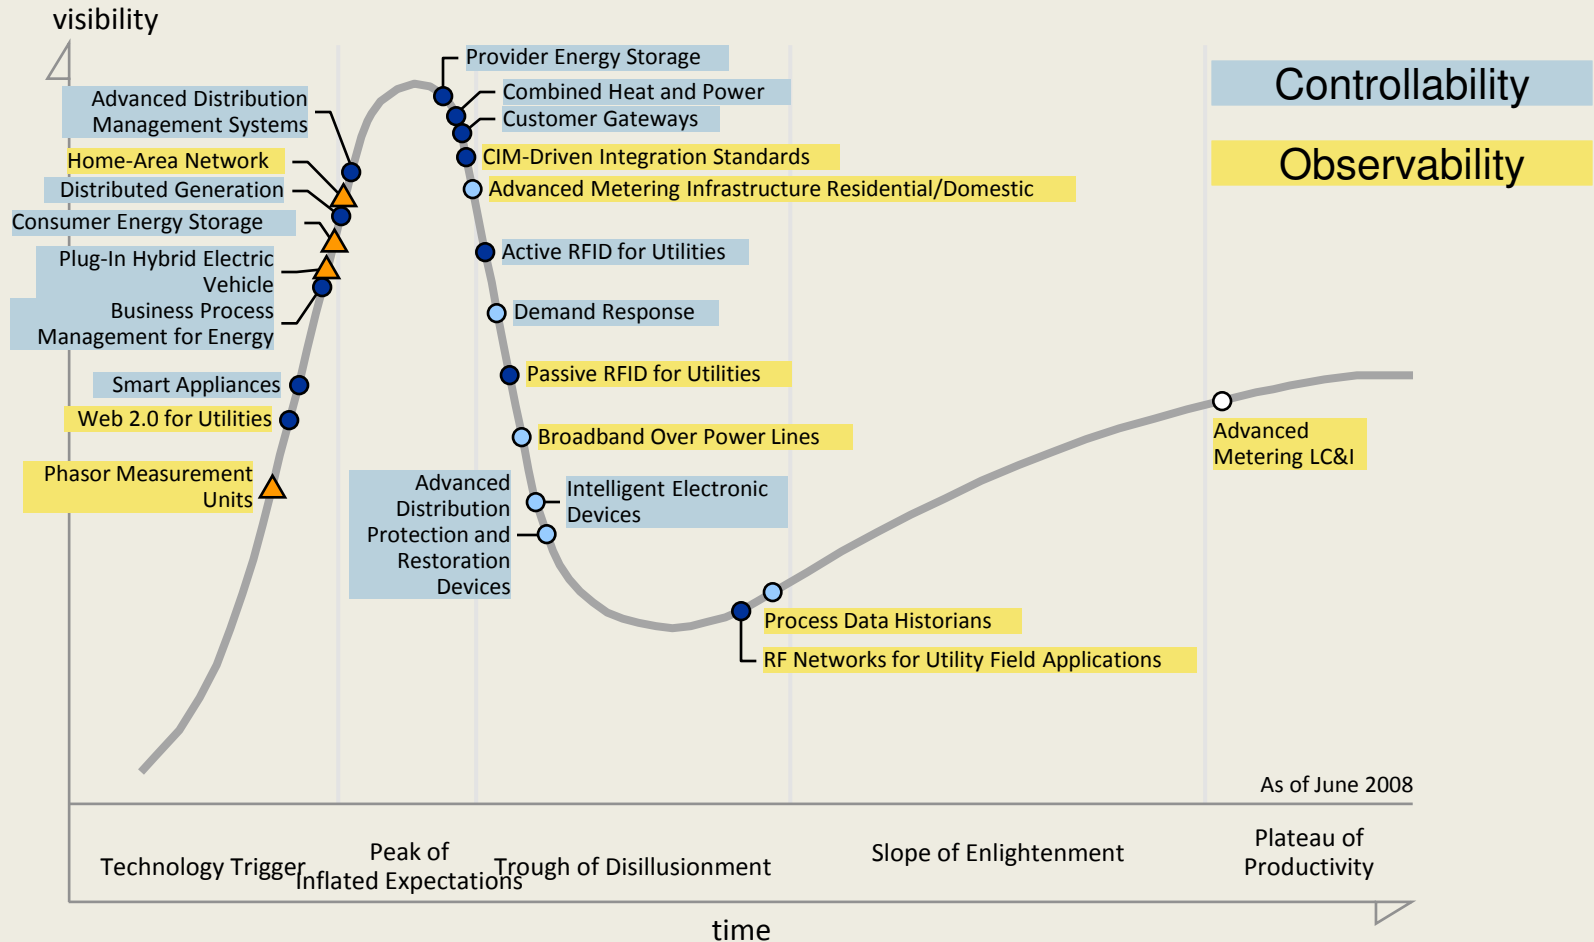 visibility
Provider Energy Storage
Controllability
Advanced Distribution
Management Systems
Combined Heat and Power
Customer Gateways
Observability
Home-Area Network
CIM-Driven Integration Standards
Distributed Generation
Advanced Metering Infrastructure Residential/Domestic
Consumer Energy Storage
Plug-In Hybrid Electric
Vehicle
Active RFID for Utilities
Business Process
Management for Energy
Demand Response
Smart Appliances
Passive RFID for Utilities
Web 2.0 for Utilities
Broadband Over Power Lines
Advanced
Metering LC&I
Phasor Measurement
Units
Advanced
Distribution
Protection and
Restoration
Devices
Intelligent Electronic
Devices
Process Data Historians
RF Networks for Utility Field Applications
As of June 2008
Technology Trigger
Peak of
Inflated Expectations
Trough of Disillusionment
Slope of Enlightenment
Plateau of
Productivity
time